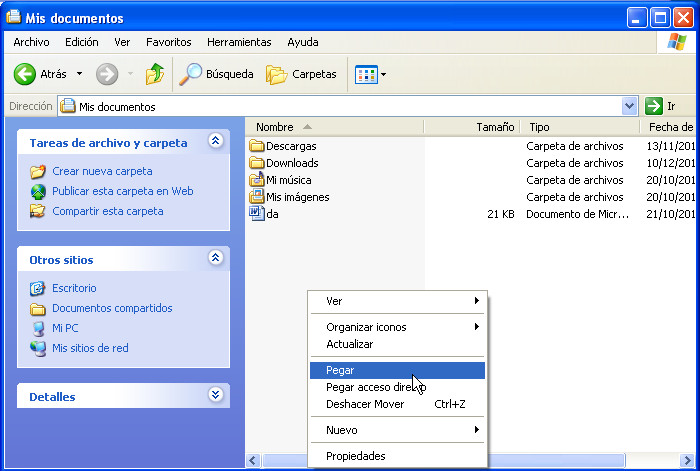 Mis documentos
Archivo Edición Ver Favoritos Herramientas Ayuda
Atrás Búsqueda Carpetas
Dirección Mis documentos Ir
Nombre Tamaño Tipo Fecha de
Tareas de archivo y carpeta
Crear nueva carpeta
Publicar esta carpeta en Web
Compartir esta carpeta
Otros sitios
Escritorio
Documentos compartidos
Mi PC
Mis sitios de red
Detalles
Descargas Carpeta de archivos 13/11/201
Downloads Carpeta de archivos 10/12/201
Mi música Carpeta de archivos 20/10/201
Mis imágenes Carpeta de archivos 20/10/201
da 21 KB Documento de Micr... 21/10/201
Ver
Organizar iconos
Actualizar
Pegar
Pegar acceso directo
Deshacer Mover Ctrl+Z
Nuevo
Propiedades